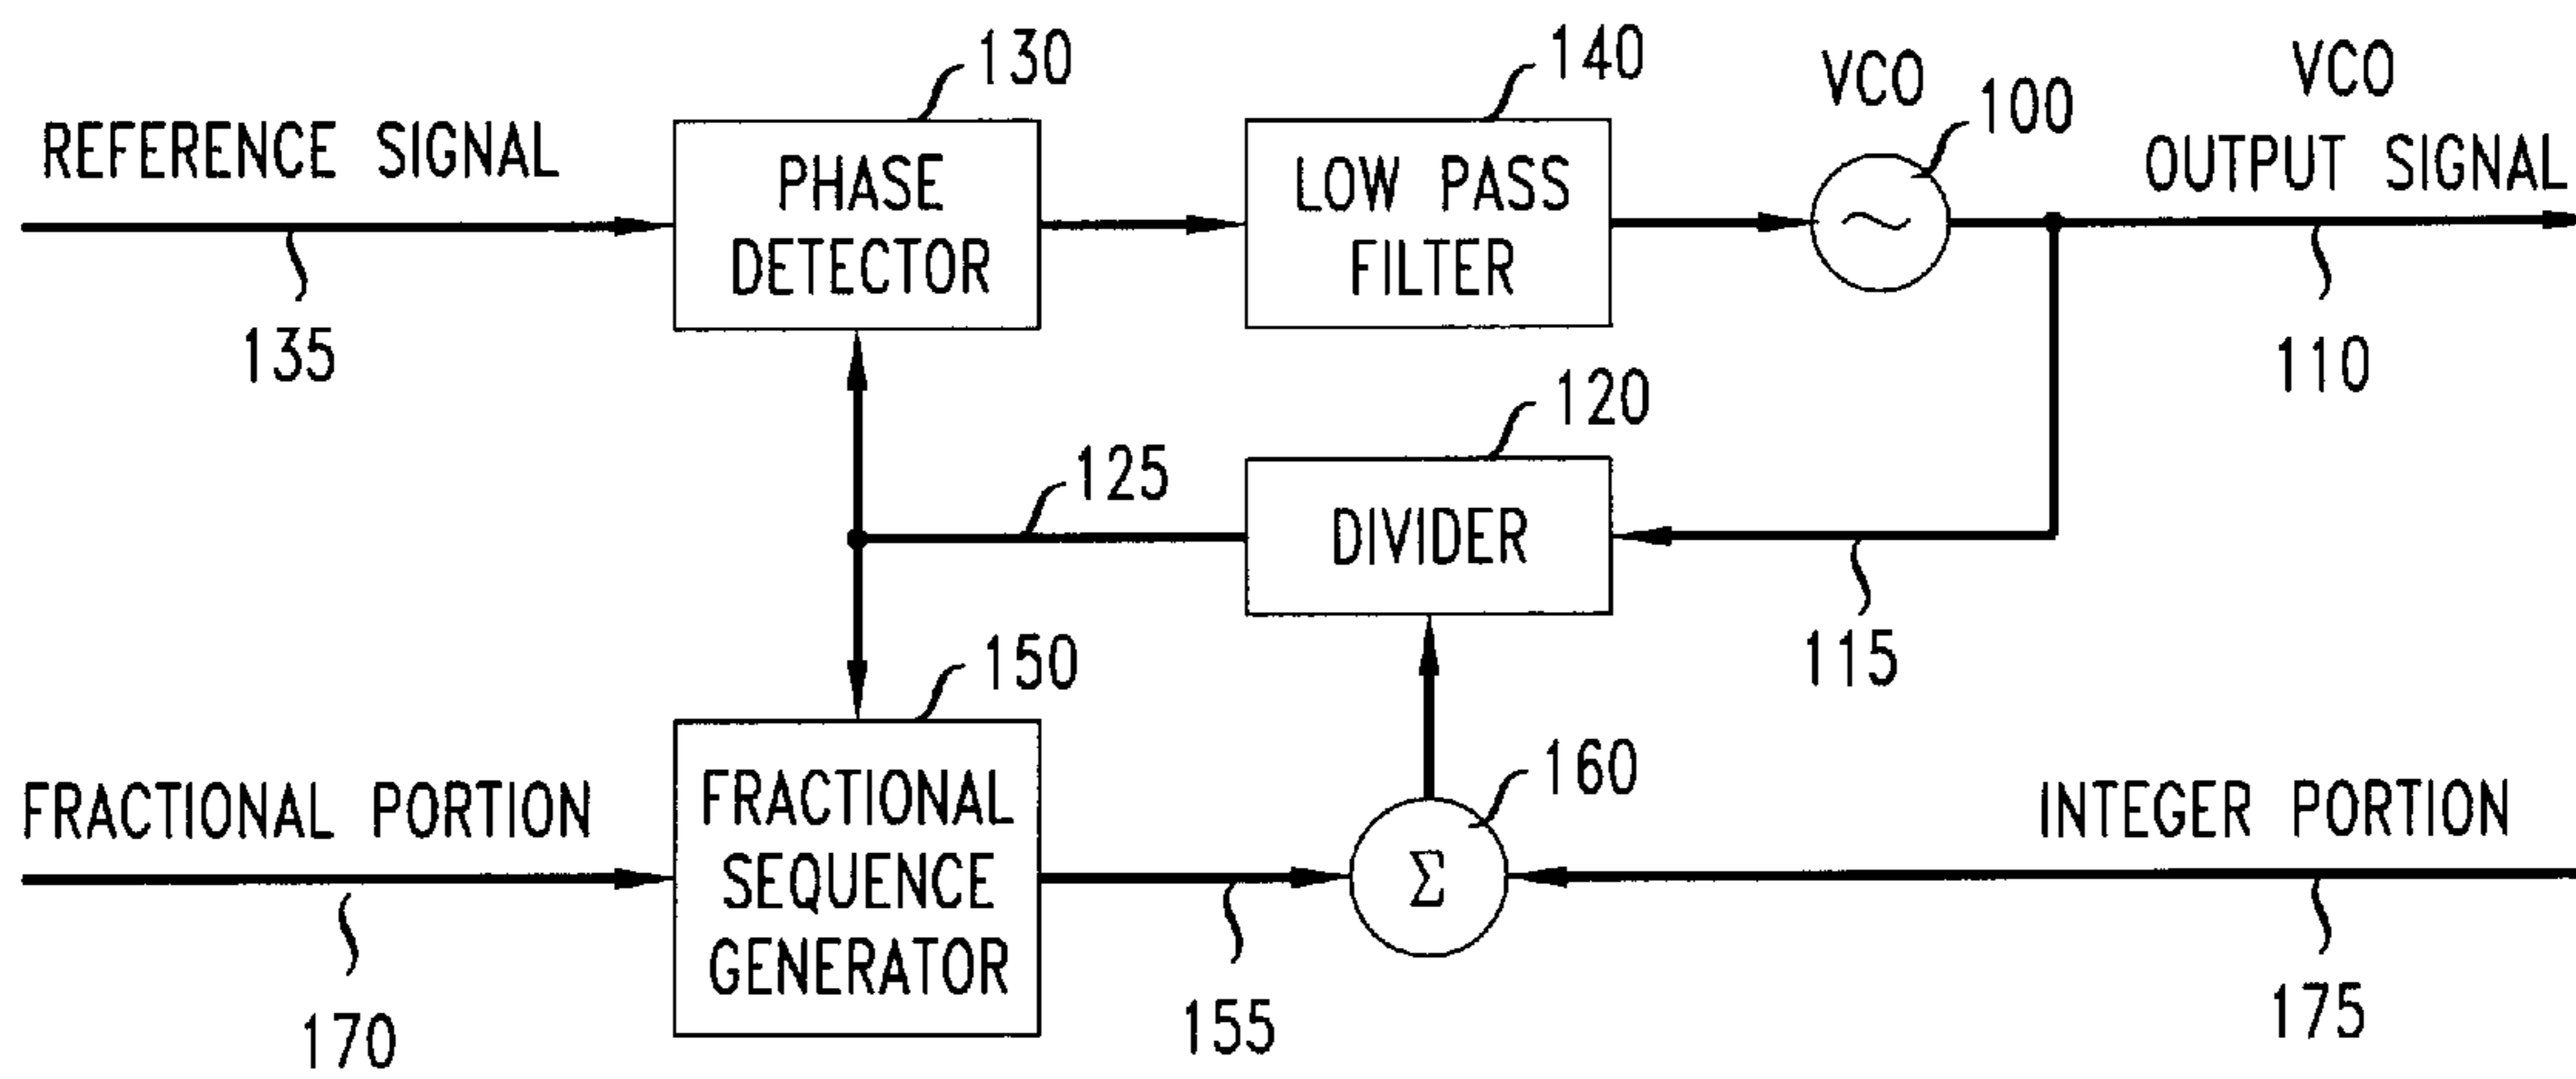 130
140
VCO
100
VCO
OUTPUT SIGNAL
REFERENCE SIGNAL
PHASE
DETECTOR
LOW PASS
FILTER
~
135
110
120
125
DIVIDER
115
150
160
FRACTIONAL PORTION
FRACTIONAL
SEQUENCE
GENERATOR
Σ
INTEGER PORTION
170
155
175